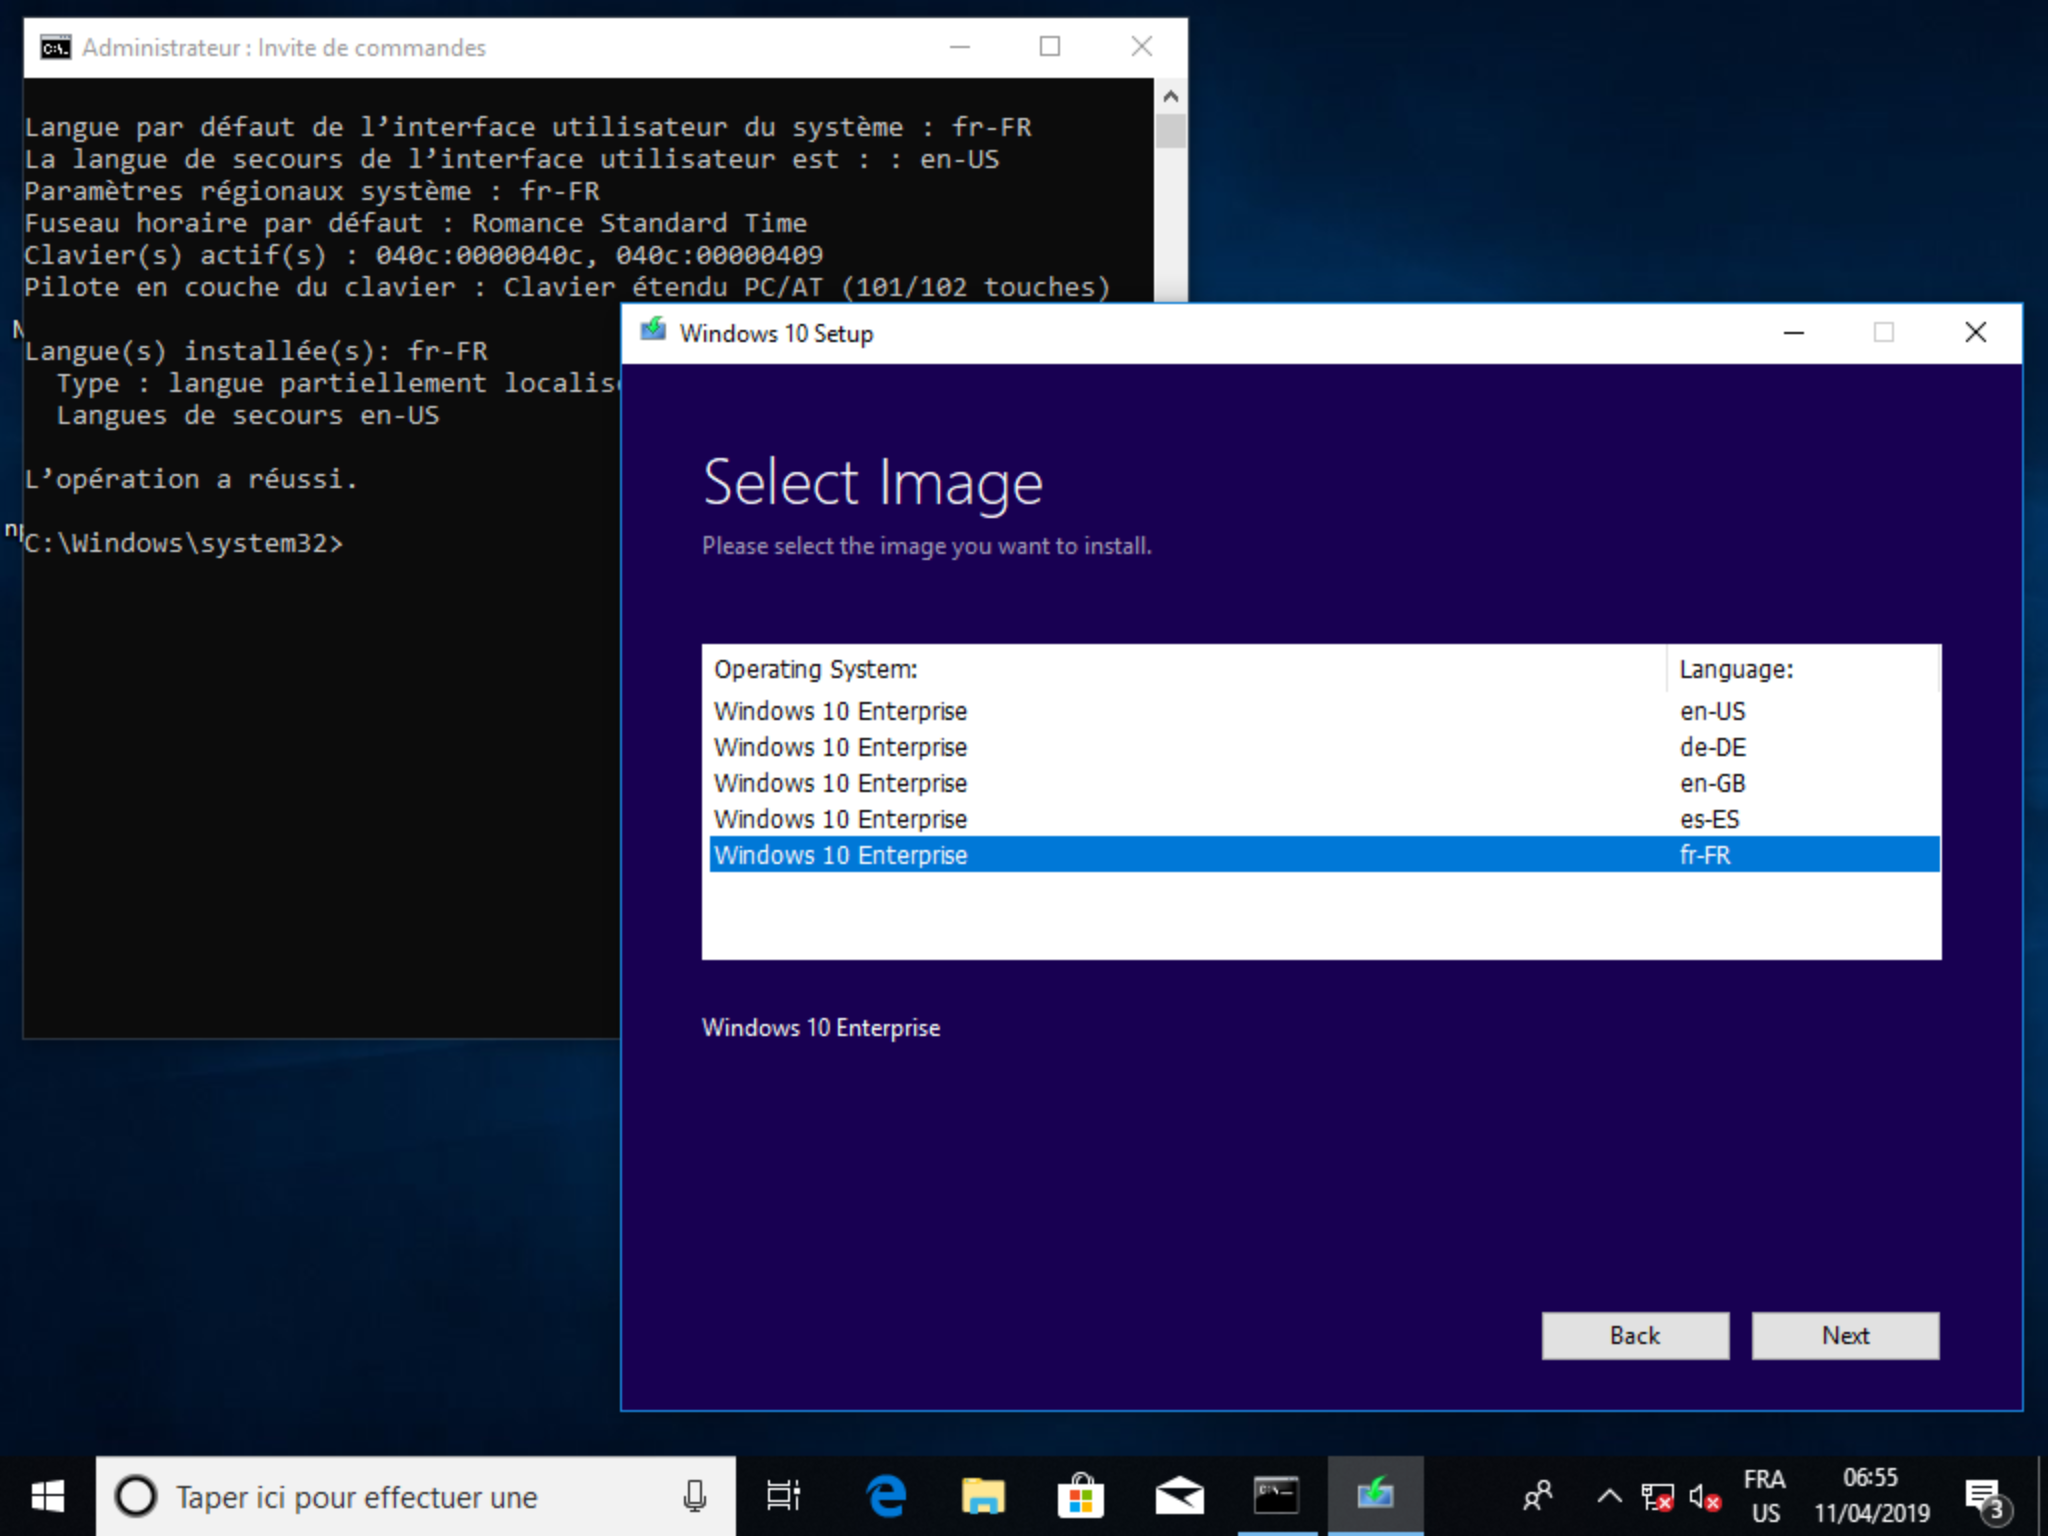 Administrateur : Invite de commandes
Langue par défaut de l’interface utilisateur du système : fr-FR
La langue de secours de l’interface utilisateur est : : en-US
Paramètres régionaux système : fr-FR
Fuseau horaire par défaut : Romance Standard Time
Clavier(s) actif(s) : 040c:0000040c, 040c:00000409
Pilote en couche du clavier : Clavier étendu PC/AT (101/102 touches)
Langue(s) installée(s): fr-FR
Type : langue partiellement
Langues de secours en-US
L’opération a réussi.
C:\Windows\system32>
Windows 10 Setup
Select Image
Please select the image you want to install.
Operating System: Language:
Windows 10 Enterprise en-US
Windows 10 Enterprise de-DE
Windows 10 Enterprise en-GB
Windows 10 Enterprise es-ES
Windows 10 Enterprise fr-FR
Windows 10 Enterprise
Back Next
Taper ici pour effectuer une
FRA
US
06:55
11/04/2019
3